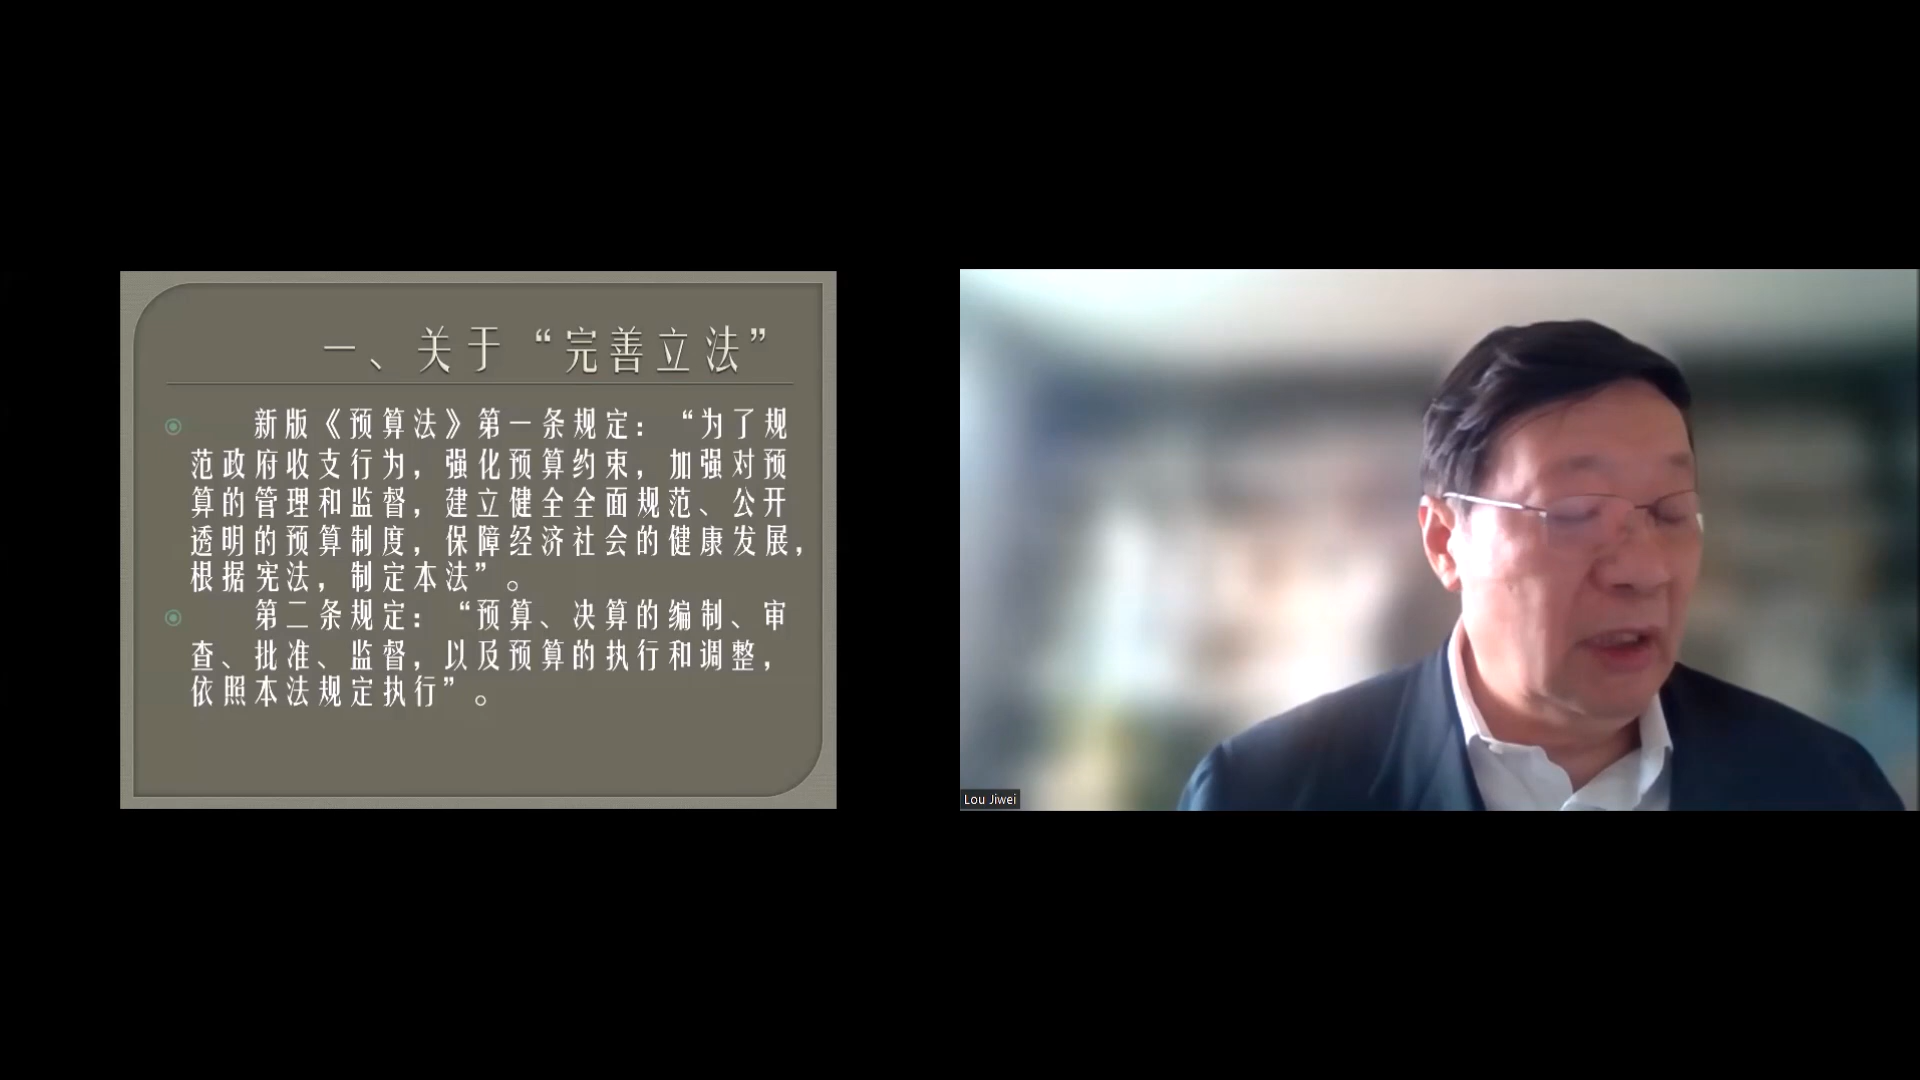 一、关于“完善立法”
新版《预算法》第一条规定：“为了规
范政府收支行为，强化预算约束，加强对预
算的管理和监督，建立健全全面规范、公开
透明的预算制度，保障经济社会的健康发展，
根据宪法，制定本法”。
第二条规定：“预算、决算的编制、审
查、批准、监督，以及预算的执行和调整，
依照本法规定执行”。
Lou Jiwei